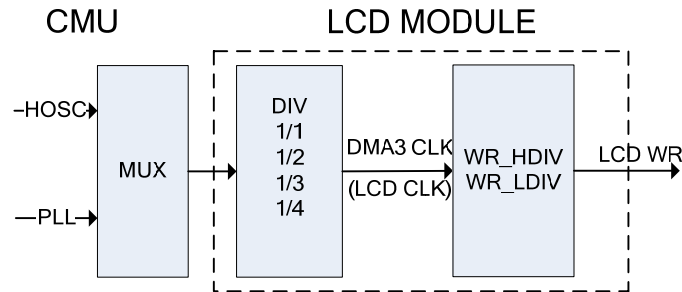 CMU
LCD MODULE
HOSC
PLL
MUX
DIV
1/1
1/2
1/3
1/4
DMA3 CLK
(LCD CLK)
WR_HDIV
WR_LDIV
LCD WR